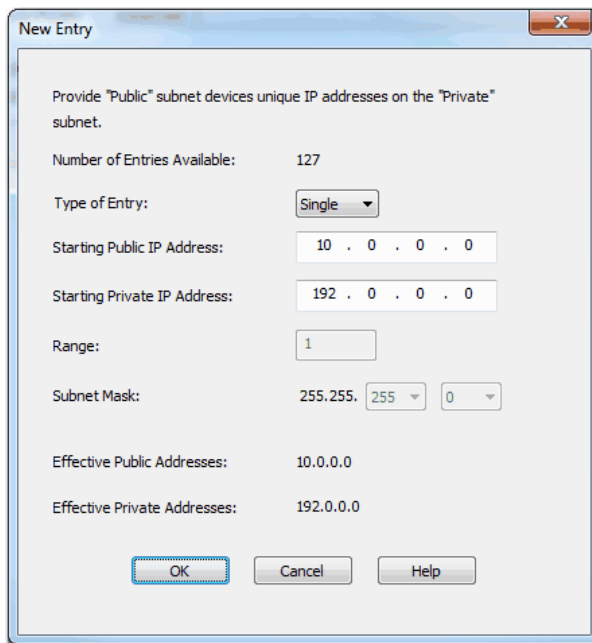 New Entry
Provide "Public" subnet devices unique IP addresses on the "Private"
subnet.
Number of Entries Available: 127
Type of Entry: Single
Starting Public IP Address: 10 . 0 . 0 . 0
Starting Private IP Address: 192 . 0 . 0 . 0
Range: 1
Subnet Mask: 255.255. 255 0
Effective Public Addresses: 10.0.0.0
Effective Private Addresses: 192.0.0.0
OK Cancel Help